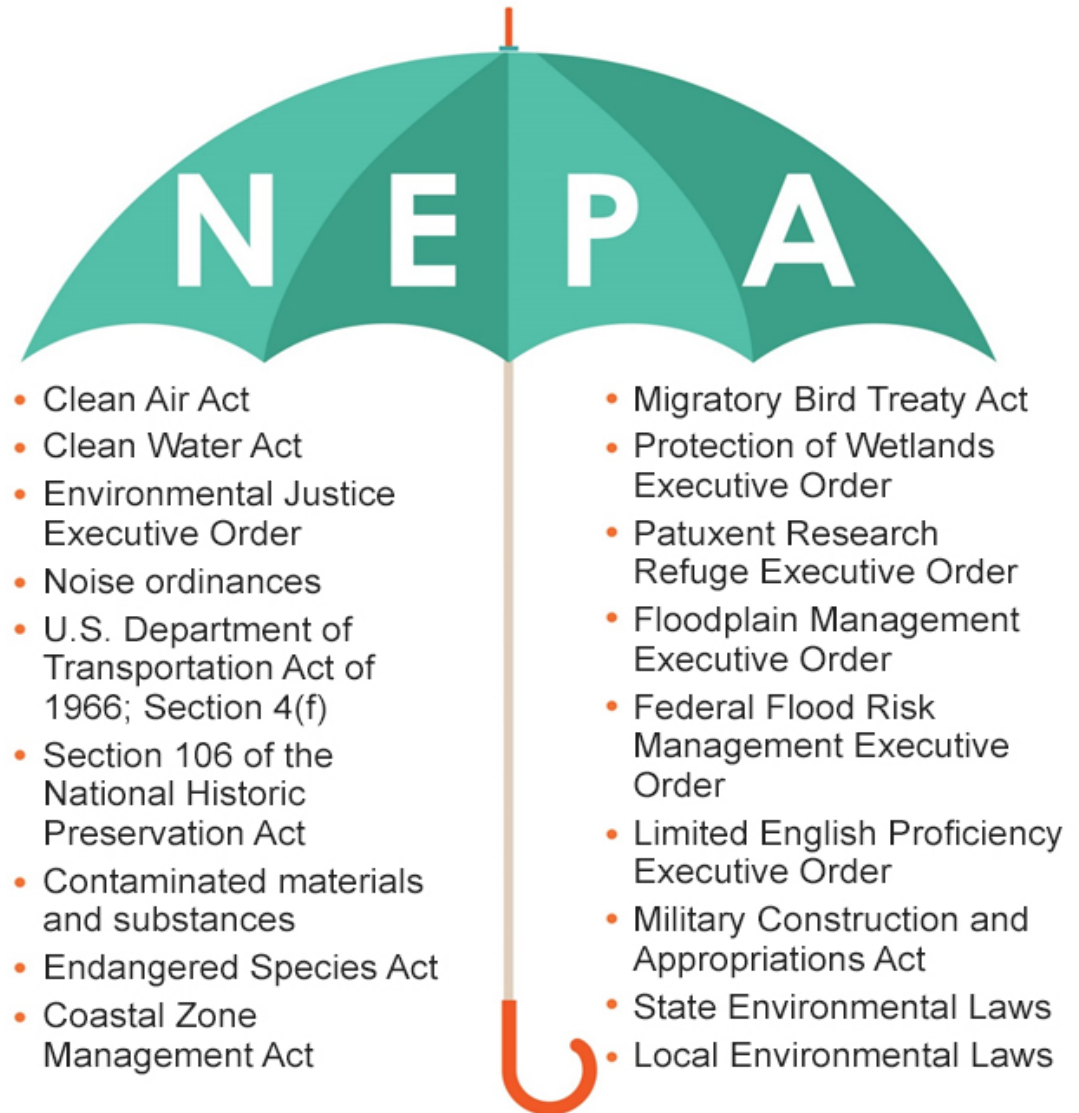 NEPA
• Clean Air Act
• Clean Water Act
• Environmental Justice
Executive Order
• Noise ordinances
• U.S. Department of
Transportation Act of
1966; Section 4(f)
• Section 106 of the
National Historic
Preservation Act
• Contaminated materials
and substances
• Endangered Species Act
• Coastal Zone
Management Act
• Migratory Bird Treaty Act
• Protection of Wetlands
Executive Order
• Patuxent Research
Refuge Executive Order
• Floodplain Management
Executive Order
• Federal Flood Risk
Management Executive
Order
• Limited English Proficiency
Executive Order
• Military Construction and
Appropriations Act
• State Environmental Laws
• Local Environmental Laws